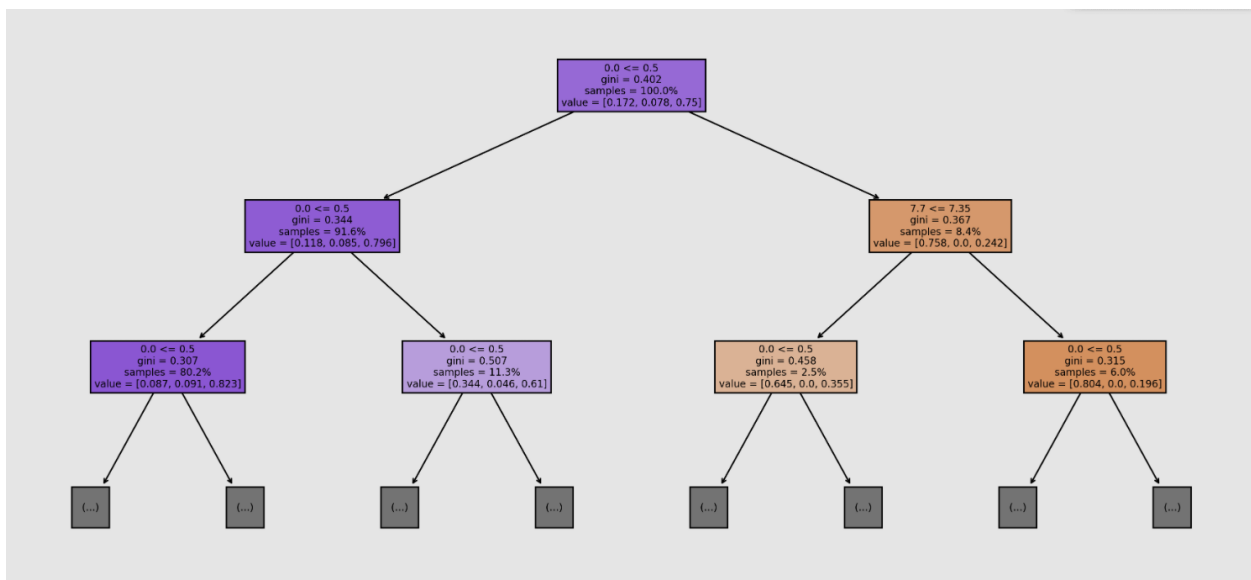 0.0 <= 0.5
gini = 0.402
samples = 100.0%
value = [0.172, 0.078, 0.75]
0.0 <= 0.5
gini = 0.344
samples = 91.6%
value = [0.118, 0.085, 0.796]
7.7 <= 7.35
gini = 0.367
samples = 8.4%
value = [0.758, 0.0, 0.242]
0.0 <= 0.5
gini = 0.307
samples = 80.2%
value = [0.087, 0.091, 0.823]
0.0 <= 0.5
gini = 0.507
samples = 11.3%
value = [0.344, 0.046, 0.61]
0.0 <= 0.5
gini = 0.458
samples = 2.5%
value = [0.645, 0.0, 0.355]
0.0 <= 0.5
gini = 0.315
samples = 6.0%
value = [0.804, 0.0, 0.196]
(...)
(...)
(...)
(...)
(...)
(...)
(...)
(...)